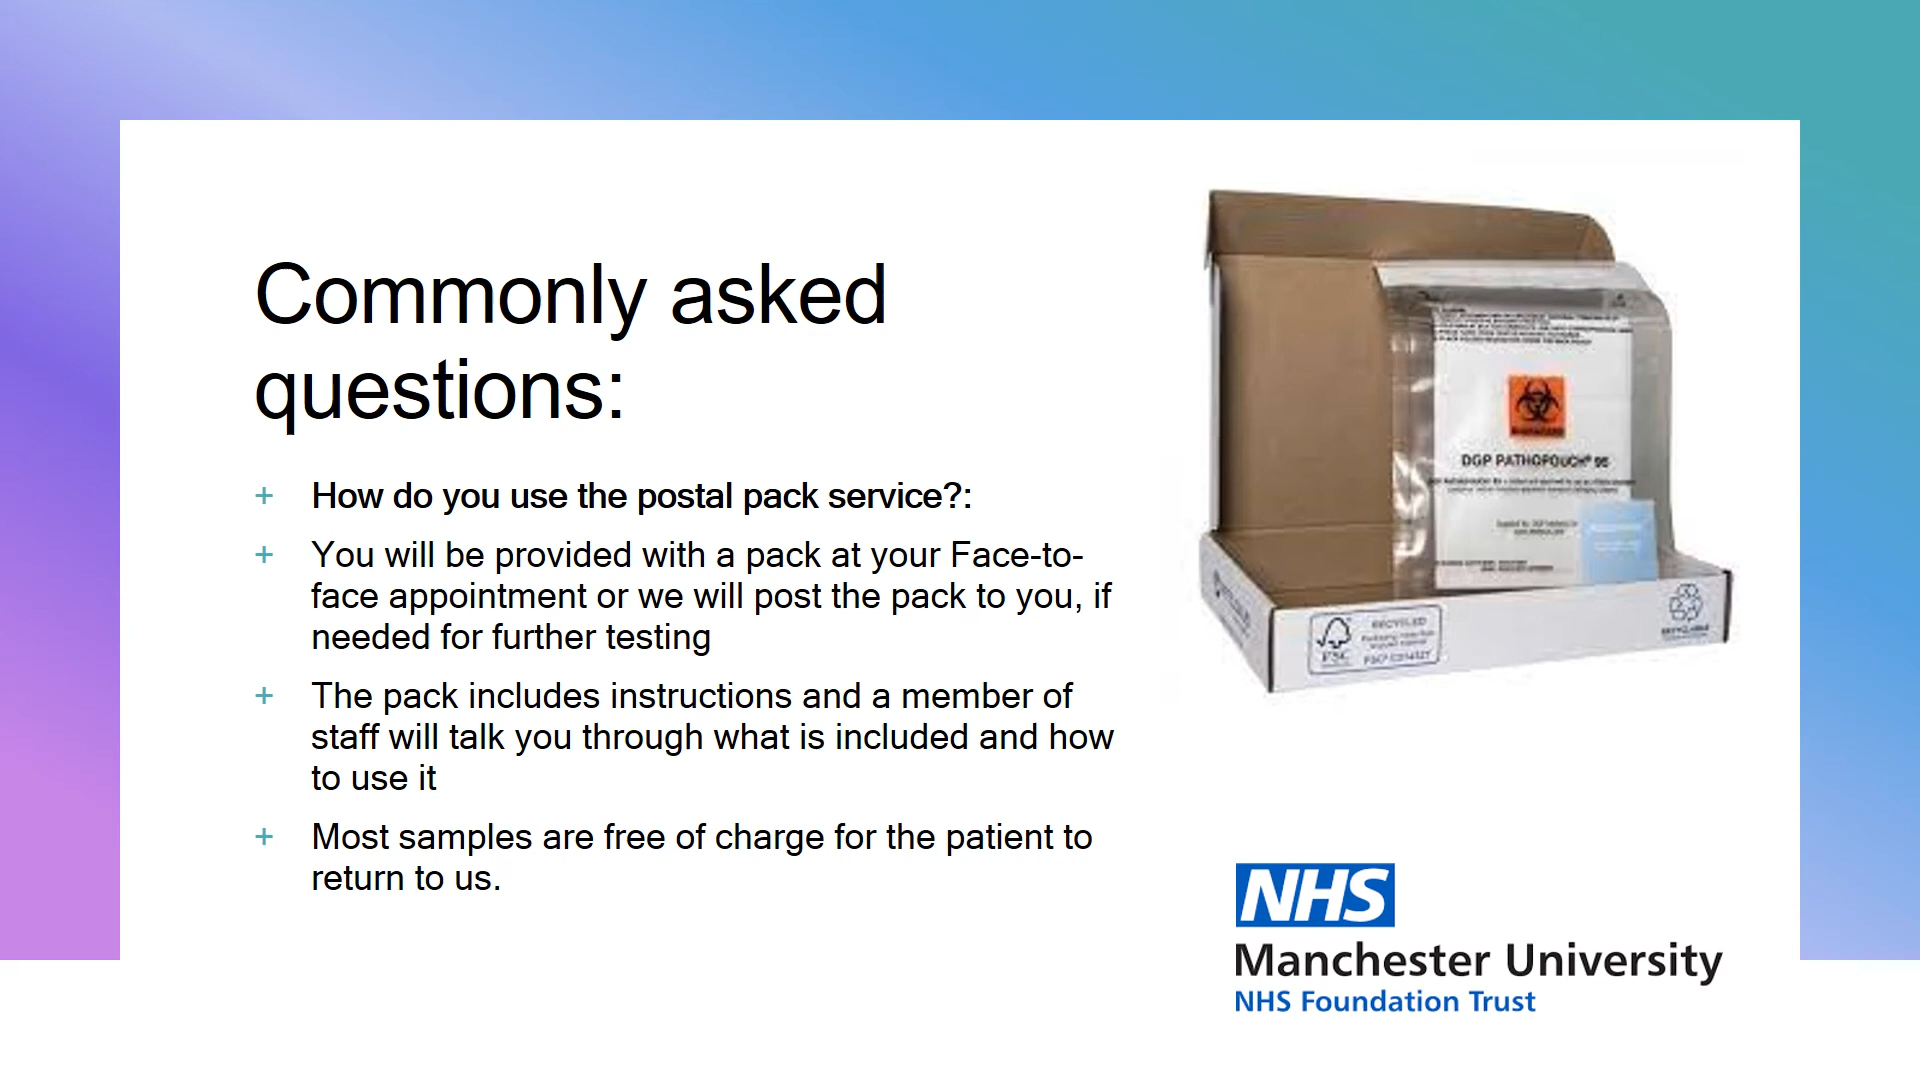 Commonly asked
questions:
+ How do you use the postal pack service?:
+ You will be provided with a pack at your Face-to-
face appointment or we will post the pack to you, if
needed for further testing
+ The pack includes instructions and a member of
staff will talk you through what is included and how
to use it
+ Most samples are free of charge for the patient to
return to us.
DGP PATHOPOUCH® 95
RECYCLED
FSC
NHS
Manchester University
NHS Foundation Trust